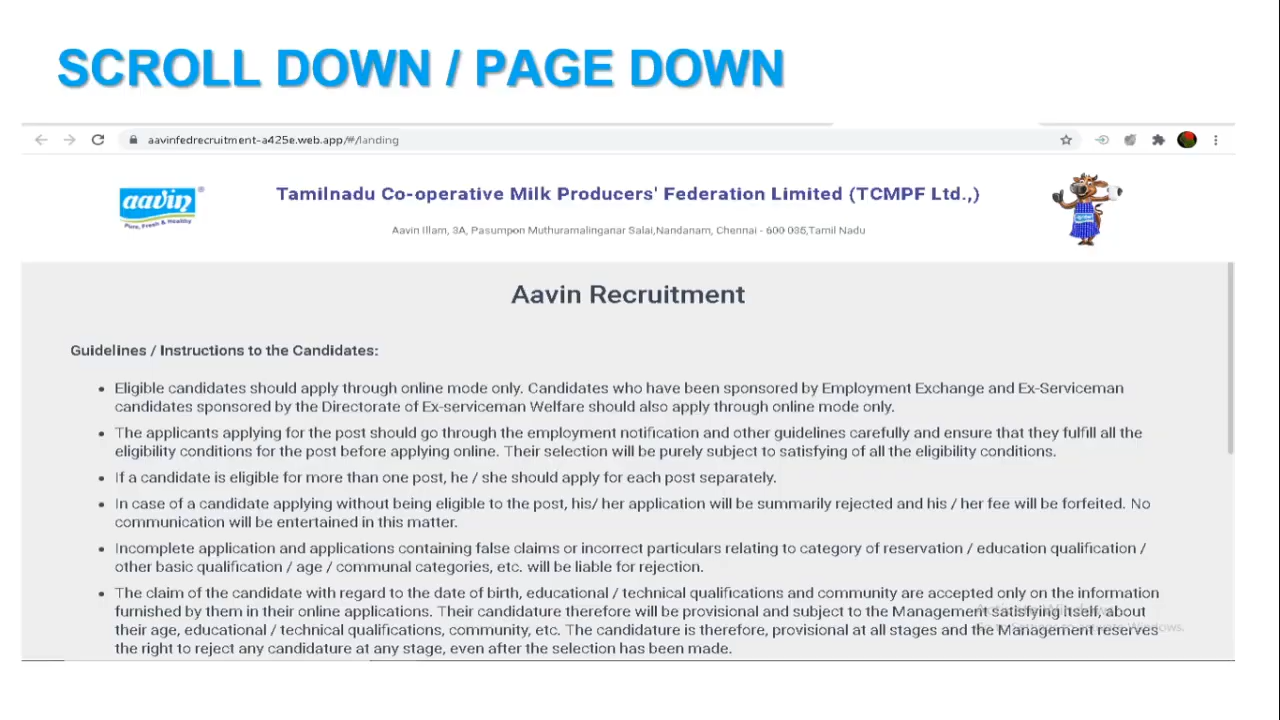 SCROLL DOWN / PAGE DOWN
aavinfedrecruitment-a425e.web.app/#/landing
aavin®
Pure, Fresh & Healthy
Tamilnadu Co-operative Milk Producers' Federation Limited (TCMPF Ltd.,)
Aavin Illam, 3A, Pasumpon Muthuramalinganar Salai,Nandanam, Chennai - 600 035,Tamil Nadu
Aavin Recruitment
Guidelines / Instructions to the Candidates:
• Eligible candidates should apply through online mode only. Candidates who have been sponsored by Employment Exchange and Ex-Serviceman
candidates sponsored by the Directorate of Ex-serviceman Welfare should also apply through online mode only.
• The applicants applying for the post should go through the employment notification and other guidelines carefully and ensure that they fulfill all the
eligibility conditions for the post before applying online. Their selection will be purely subject to satisfying of all the eligibility conditions.
• If a candidate is eligible for more than one post, he / she should apply for each post separately.
• In case of a candidate applying without being eligible to the post, his/ her application will be summarily rejected and his / her fee will be forfeited. No
communication will be entertained in this matter.
• Incomplete application and applications containing false claims or incorrect particulars relating to category of reservation / education qualification /
other basic qualification / age / communal categories, etc. will be liable for rejection.
• The claim of the candidate with regard to the date of birth, educational / technical qualifications and community are accepted only on the information
furnished by them in their online applications. Their candidature therefore will be provisional and subject to the Management satisfying itself, about
their age, educational / technical qualifications, community, etc. The candidature is therefore, provisional at all stages and the Management reserves
the right to reject any candidature at any stage, even after the selection has been made.